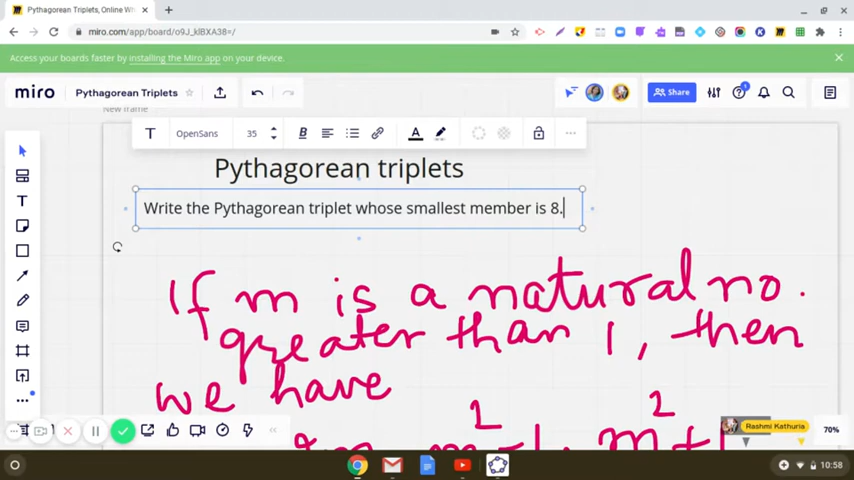 Pythagorean Triplets, Online Wh
miro.com/app/board/o9J_klBXA38=/
Access your boards faster by installing the Miro app on your device.
miro
Pythagorean Triplets
Share
1
New frame
T
OpenSans
35
B
A
Pythagorean triplets
Write the Pythagorean triplet whose smallest member is 8.
T
If m is a natural no.
greater than 1, then
we have
Rashmi Kathuria
70%
10:58